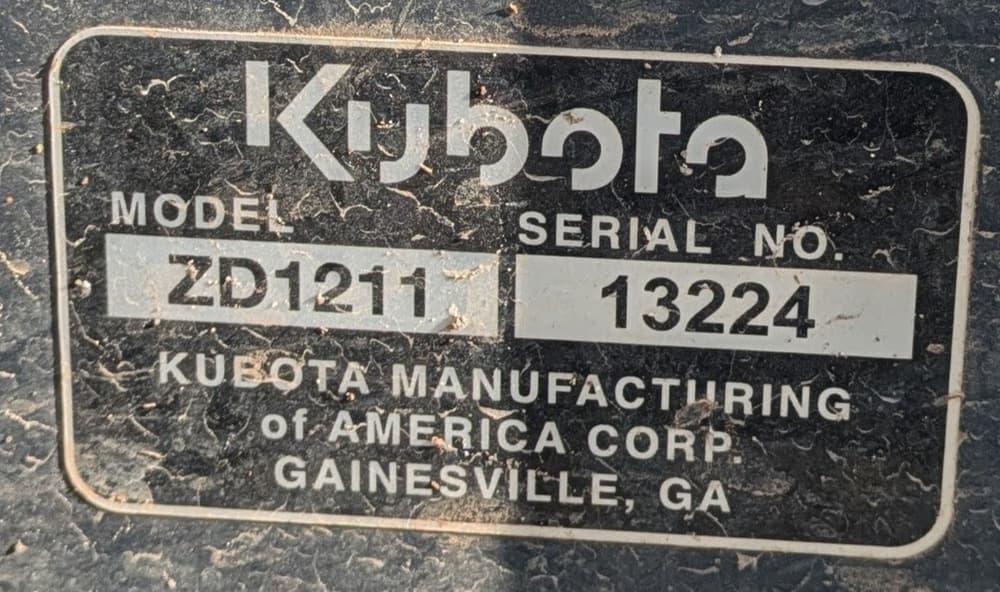 Kubota
MODEL SERIAL NO.
ZD1211 13224
KUBOTA MANUFACTURING
of AMERICA CORP.
GAINESVILLE, GA